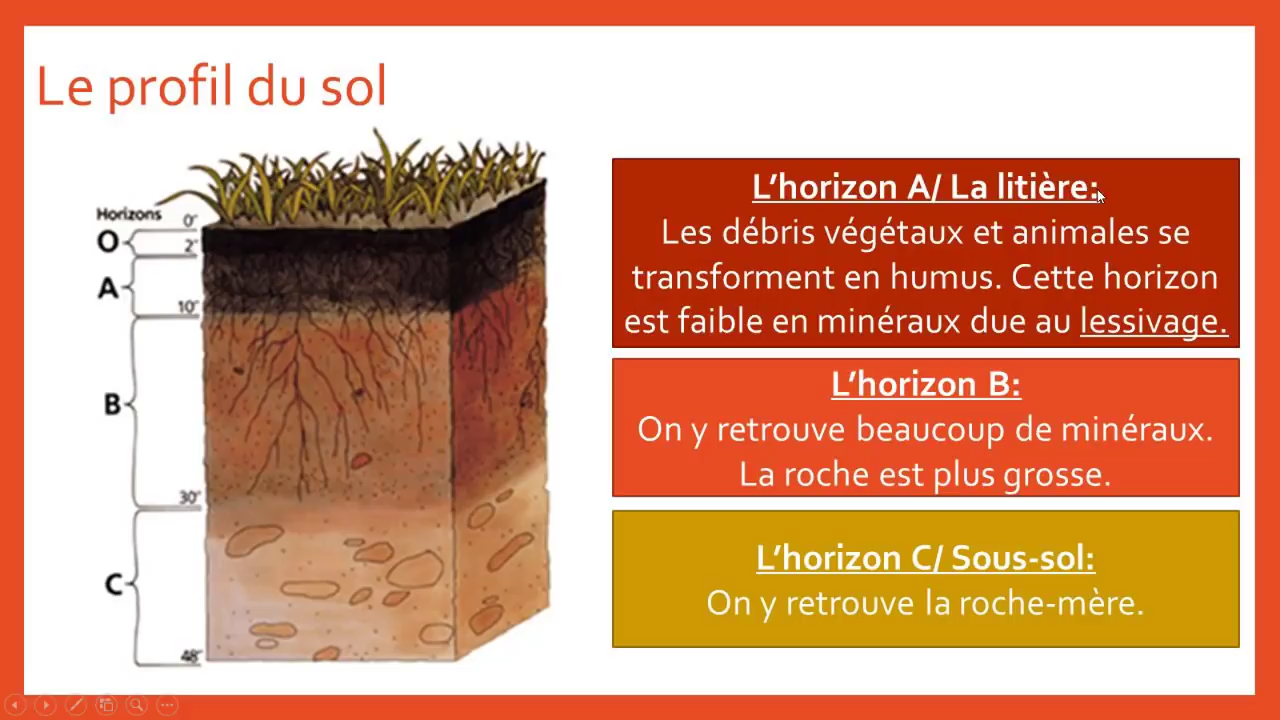 Le profil du sol
Horizons
0"
O
2"
A
10"
B
30"
C
48"
L'horizon A/ La litière:
Les débris végétaux et animales se
transforment en humus. Cette horizon
est faible en minéraux due au lessivage.
L'horizon B:
On y retrouve beaucoup de minéraux.
La roche est plus grosse.
L'horizon C/ Sous-sol:
On y retrouve la roche-mère.